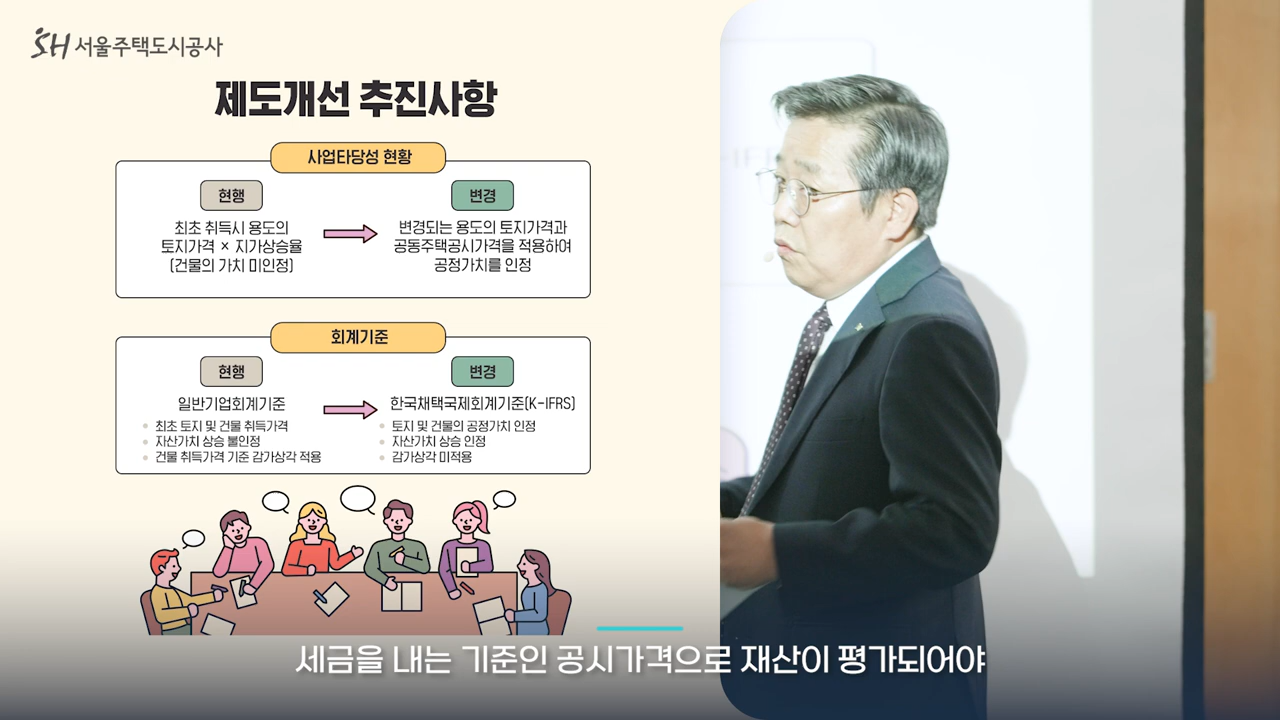 SH 서울주택도시공사
제도개선 추진사항
사업타당성 현황
현행
최초 취득시 용도의
토지가격 × 지가상승율
(건물의 가치 미인정)
변경
변경되는 용도의 토지가격과
공동주택공시가격을 적용하여
공정가치를 인정
회계기준
현행
일반기업회계기준
최초 토지 및 건물 취득가격
자산가치 상승 불인정
건물 취득가격 기준 감가상각 적용
변경
한국채택국제회계기준(K-IFRS)
토지 및 건물의 공정가치 인정
자산가치 상승 인정
감가상각 미적용
세금을 내는 기준인 공시가격으로 재산이 평가되어야